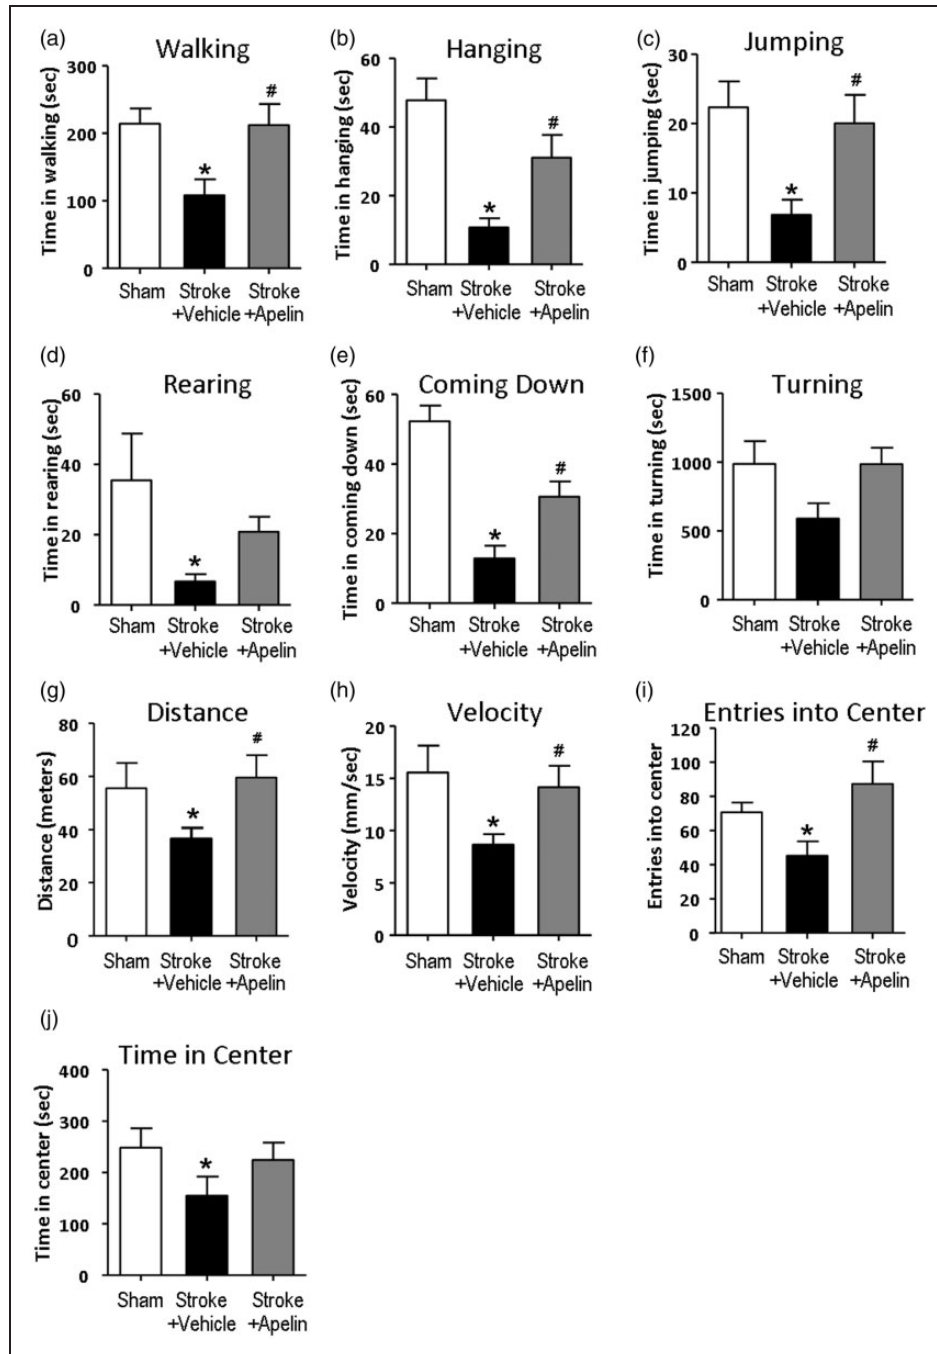 (a)
Walking
Time in walking (sec)
300
200
100
0
*
#
Sham Stroke Stroke
+Vehicle +Apelin
(b)
Hanging
Time in hanging (sec)
60
40
20
0
*
#
Sham Stroke Stroke
+Vehicle +Apelin
(c)
Jumping
Time in jumping (sec)
30
20
10
0
*
#
Sham Stroke Stroke
+Vehicle +Apelin
(d)
Rearing
Time in rearing (sec)
60
40
20
0
*
Sham Stroke Stroke
+Vehicle +Apelin
(e)
Coming Down
Time in coming down (sec)
60
40
20
0
*
#
Sham Stroke Stroke
+Vehicle +Apelin
(f)
Turning
Time in turning (sec)
1500
1000
500
0
Sham Stroke Stroke
+Vehicle +Apelin
(g)
Distance
Distance (meters)
80
60
40
20
0
*
#
Sham Stroke Stroke
+Vehicle +Apelin
(h)
Velocity
Velocity (mm/sec)
20
15
10
5
0
*
#
Sham Stroke Stroke
+Vehicle +Apelin
(i)
Entries into Center
Entries into center
120
100
80
60
40
20
0
*
#
Sham Stroke Stroke
+Vehicle +Apelin
(j)
Time in Center
Time in center (sec)
400
300
200
100
0
*
Sham Stroke Stroke
+Vehicle +Apelin